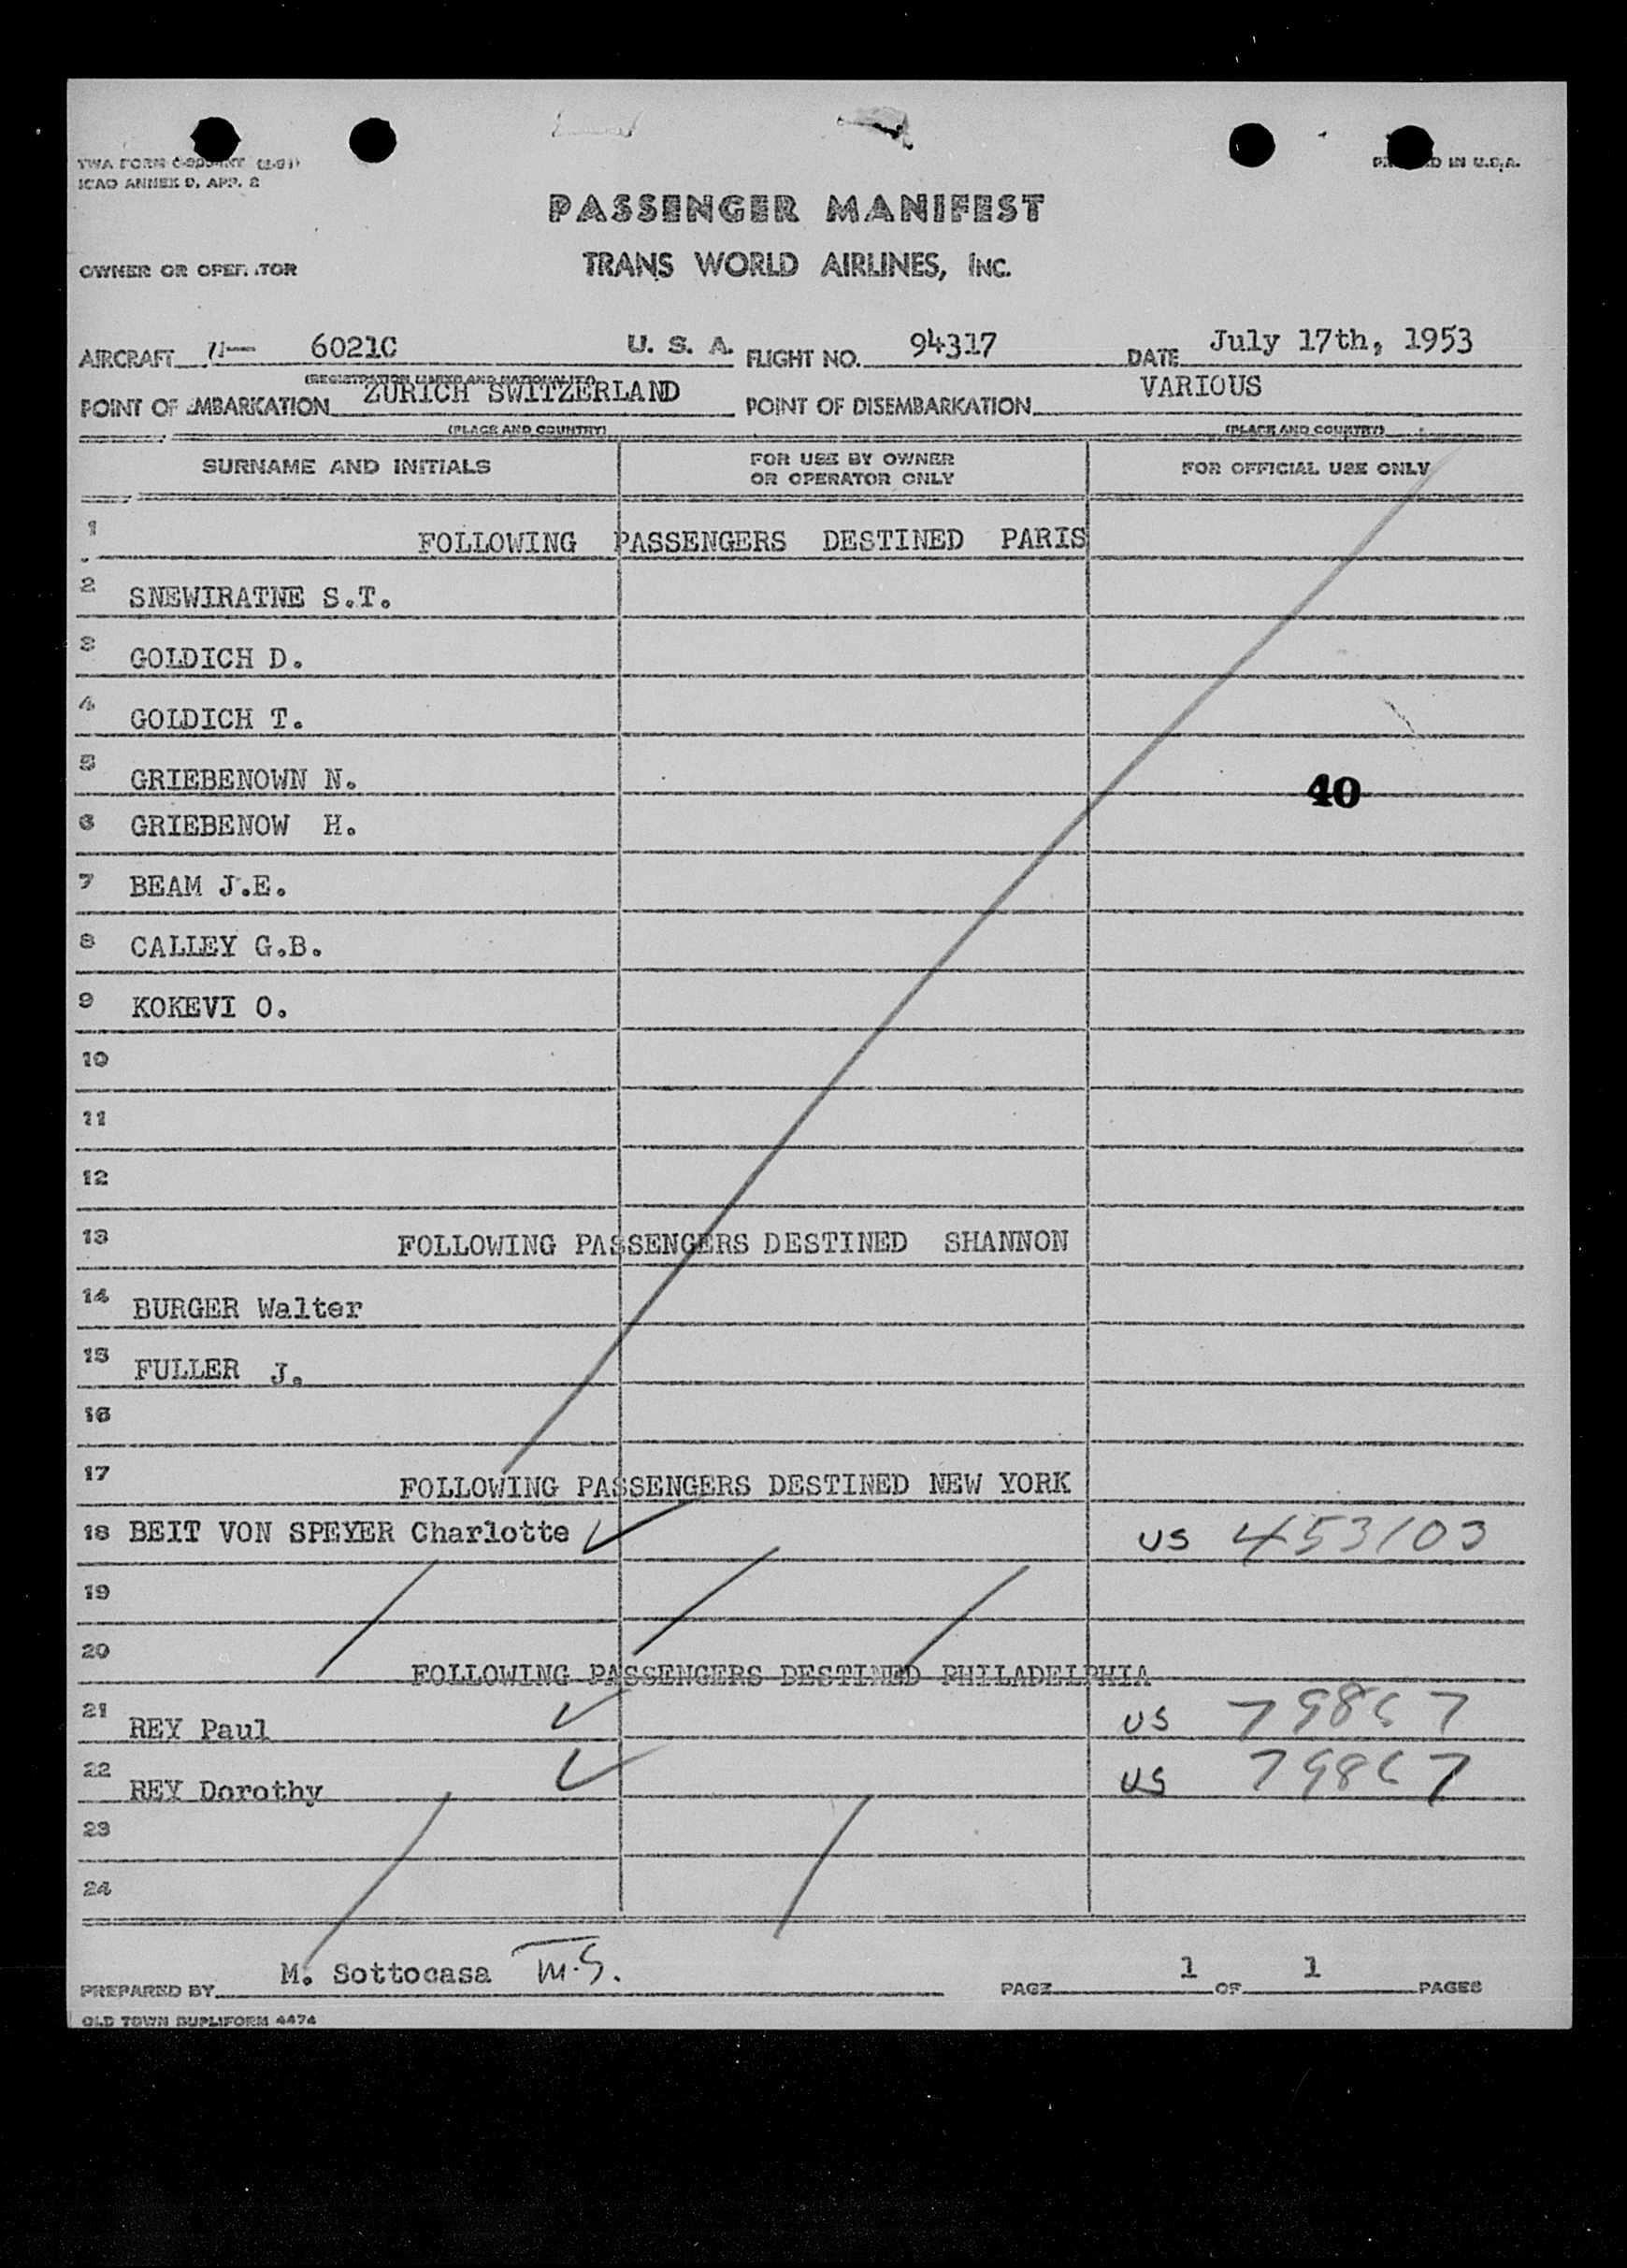 ICAO ANNEX 9, APP. 2
IN U.S.A.
PASSENGER MANIFEST
OWNER OR TRANS WORLD AIRLINES, INC.
AIRCRAFT N— 6021C U. S. A. FLIGHT NO. 94317 DATE July 17th, 1953
(REGISTRATION MARKS AND NATIONALITY)
POINT OF ZURICH SWITZERLAND POINT OF DISEMBARKATION VARIOUS
(PLACE AND COUNTRY) (PLACE AND COUNTRY)
SURNAME AND INITIALS FOR USE BY OWNER OR OPERATOR ONLY FOR OFFICIAL USE ONLY
1 FOLLOWING PASSENGERS DESTINED PARIS
2 SNEWIRATNE S.T.
3 GOLDICH D.
4 GOLDICH T.
5 GRIEBENOWN N. 40
6 GRIEBENOW H.
7 BEAM J.E.
8 CALLEY G.B.
9 KOKEVI O.
10
11
12
13 FOLLOWING PASSENGERS DESTINED SHANNON
14 BURGER Walter
15 FULLER J.
16
17 FOLLOWING PASSENGERS DESTINED NEW YORK
18 BEIT VON SPEYER Charlotte US 453103
19
20 FOLLOWING PASSENGERS DESTINED PHILADELPHIA
21 REY Paul US 79867
22 REY Dorothy US 79867
23
24
PREPARED BY M. Sottocasa M.S. PAGE 1 OF 1 PAGES
OLD TOWN DUPLIFORM 4474